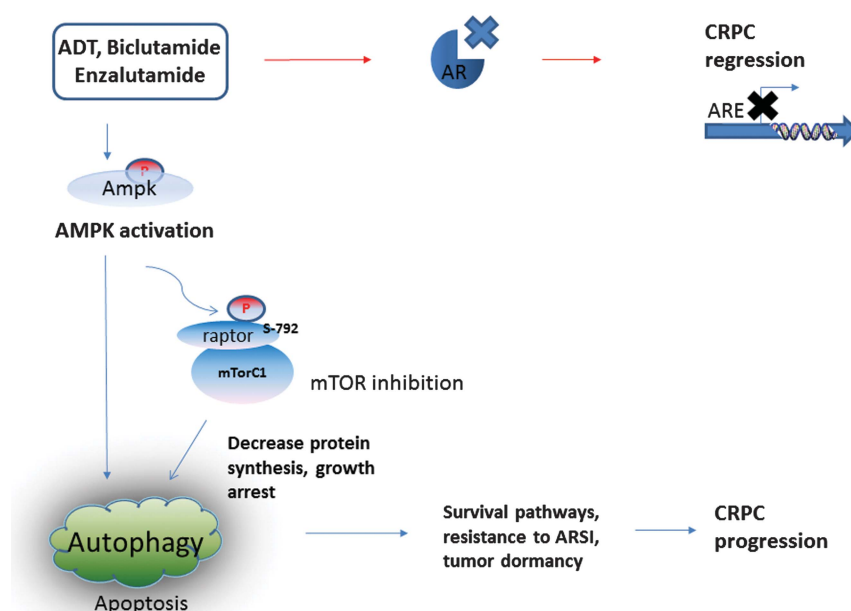 ADT, Biclutamide
Enzalutamide
AR
CRPC
regression
ARE
P
Ampk
AMPK activation
P
S-792
raptor
mTorC1
mTOR inhibition
Decrease protein
synthesis, growth
arrest
Autophagy
Apoptosis
Survival pathways,
resistance to ARSI,
tumor dormancy
CRPC
progression